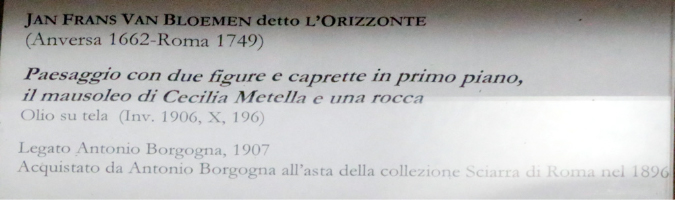 JAN FRANS VAN BLOEMEN detto L'ORIZZONTE
(Anversa 1662-Roma 1749)
Paesaggio con due figure e caprette in primo piano,
il mausoleo di Cecilia Metella e una rocca
Olio su tela (Inv. 1906, X, 196)
Legato Antonio Borgogna, 1907
Acquistato da Antonio Borgogna all'asta della collezione Sciarra di Roma nel 1896